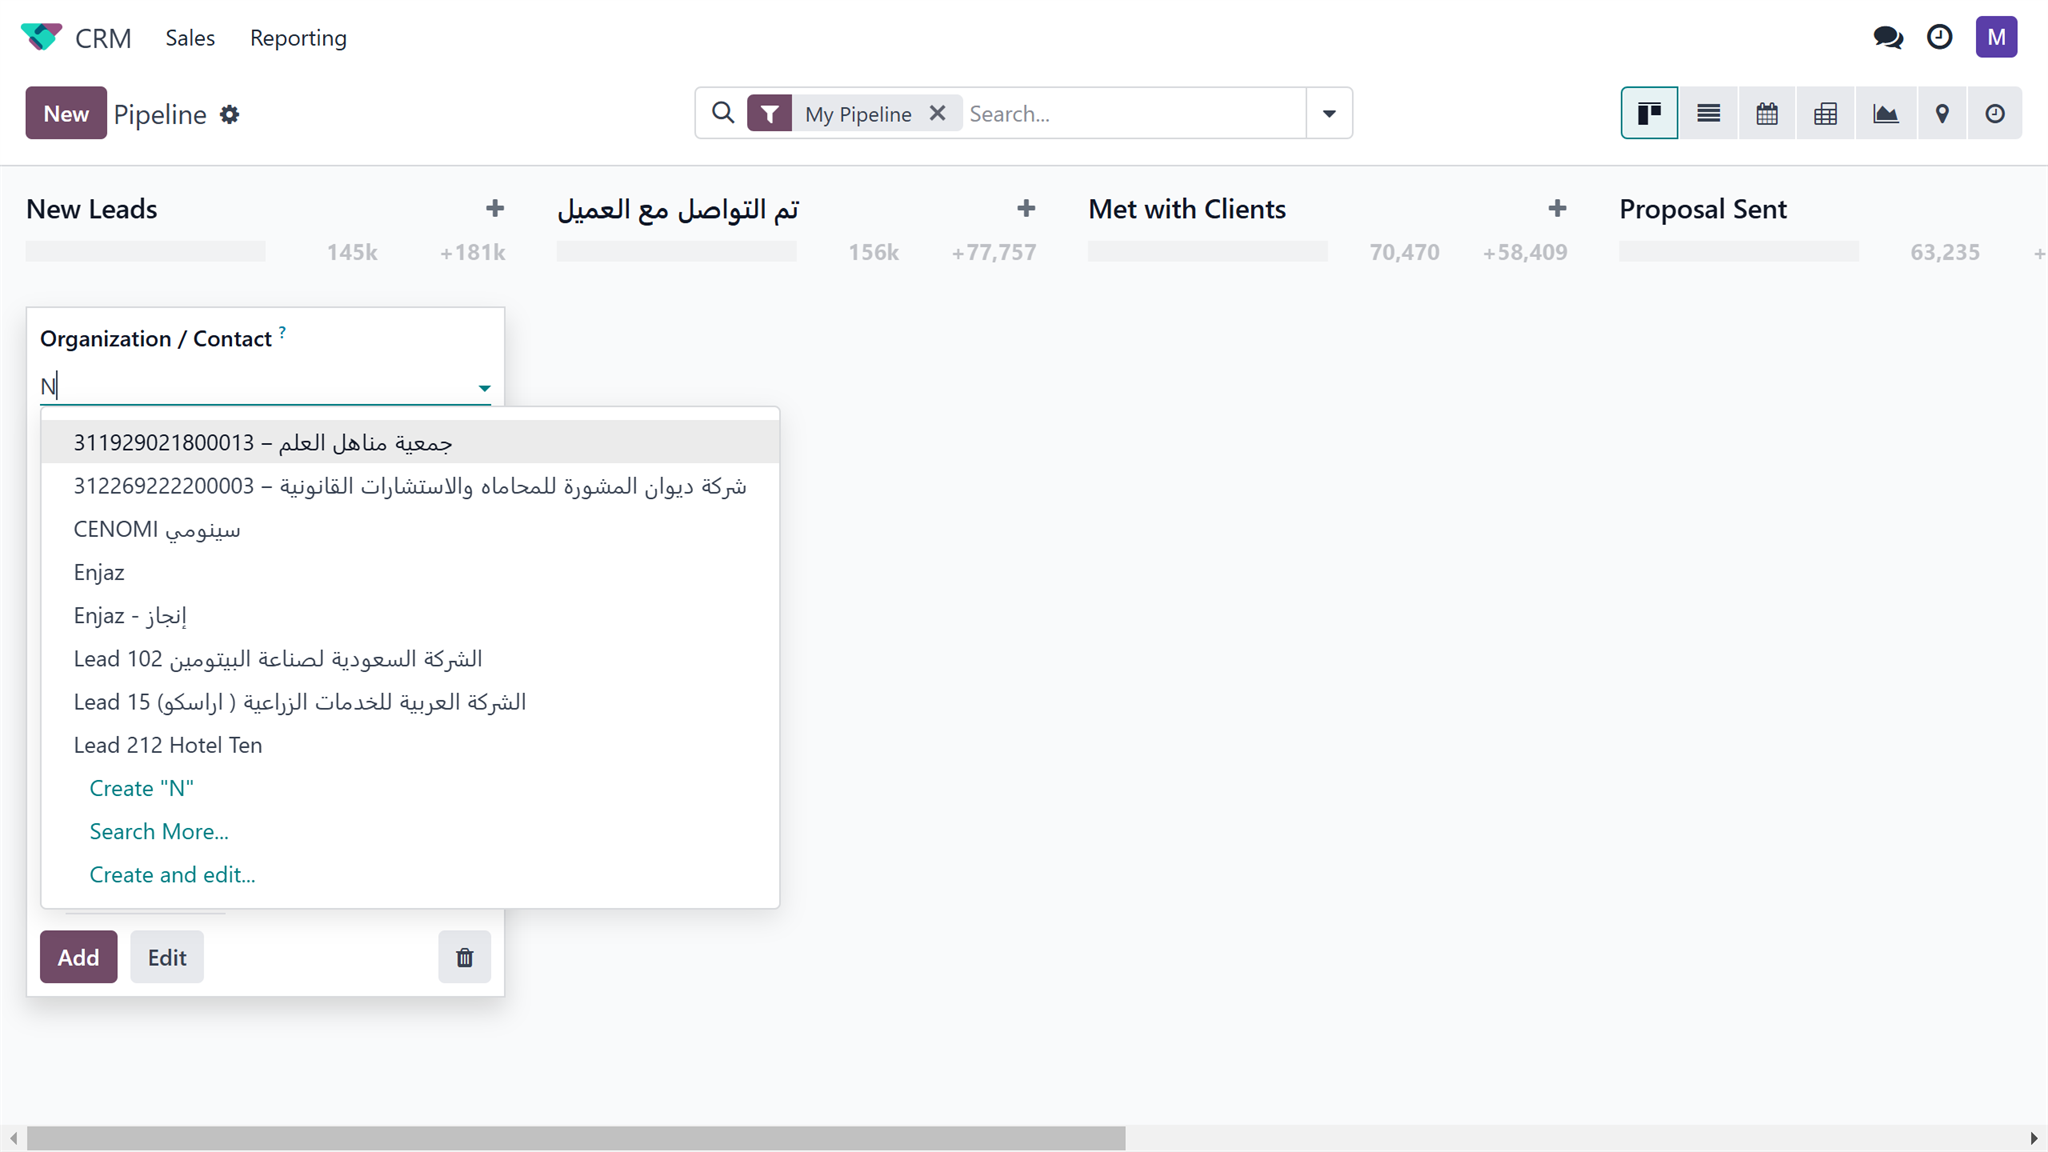 CRM Sales Reporting M
New Pipeline My Pipeline Search...
New Leads
145k +181k
تم التواصل مع العميل
156k +77,757
Met with Clients
70,470 +58,409
Proposal Sent
63,235 +
Organization / Contact ?
N
311929021800013 – جمعية مناهل العلم
312269222200003 – شركة ديوان المشورة للمحاماه والاستشارات القانونية
CENOMI سينومي
Enjaz
Enjaz - إنجاز
Lead 102 الشركة السعودية لصناعة البيتومين
Lead 15 الشركة العربية للخدمات الزراعية ( اراسكو)
Lead 212 Hotel Ten
Create "N"
Search More...
Create and edit...
Add Edit